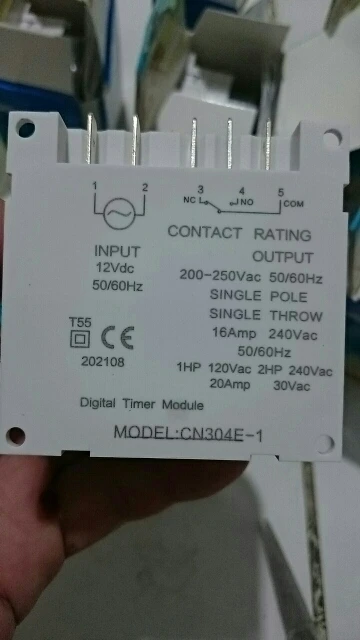 1 2 3 4 5
NC NO COM
CONTACT RATING
INPUT OUTPUT
12Vdc 200-250Vac 50/60Hz
50/60Hz SINGLE POLE
SINGLE THROW
T55 16Amp 240Vac
CE 50/60Hz
202108 1HP 120Vac 2HP 240Vac
20Amp 30Vac
Digital Timer Module
MODEL:CN304E-1